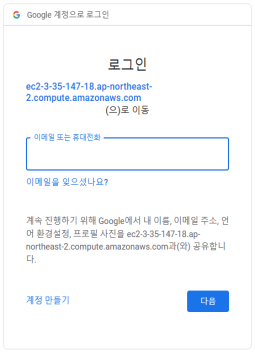 Google 계정으로 로그인
로그인
ec2-3-35-147-18.ap-northeast-
2.compute.amazonaws.com
(으)로 이동
이메일 또는 휴대전화
이메일을 잊으셨나요?
계속 진행하기 위해 Google에서 내 이름, 이메일 주소, 언
어 환경설정, 프로필 사진을 ec2-3-35-147-18.ap-
northeast-2.compute.amazonaws.com과(와) 공유합니
다.
계정 만들기
다음